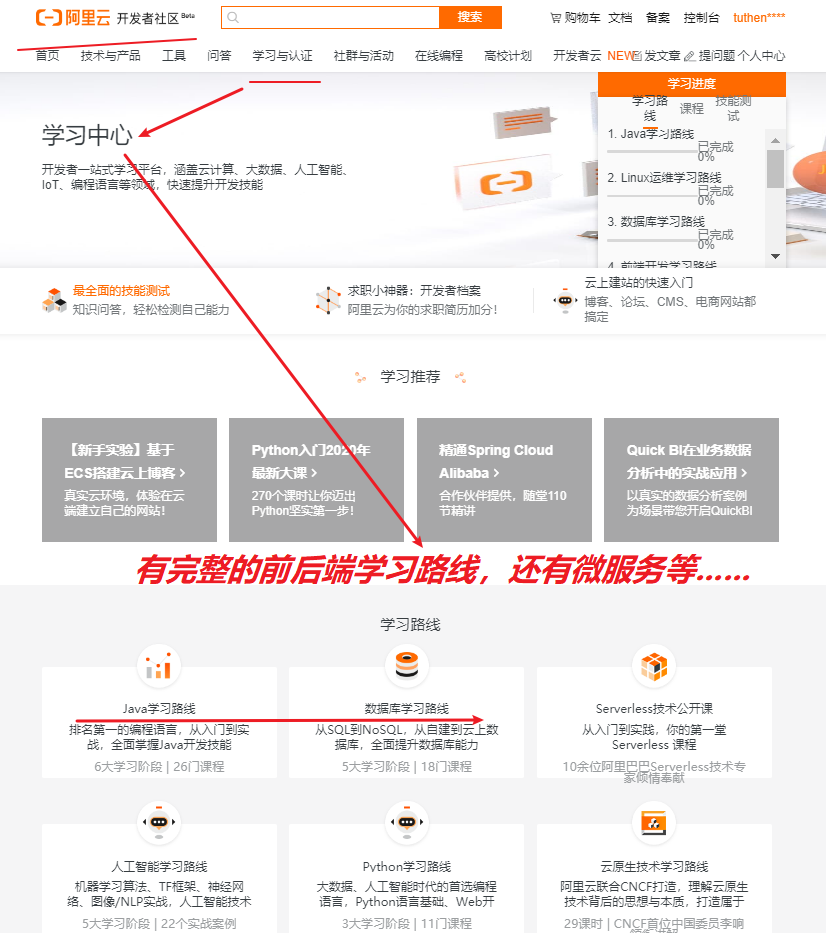 阿里云 开发者社区 Beta
搜索
购物车 文档 备案 控制台 tuthen****
首页 技术与产品 工具 问答 学习与认证 社群与活动 在线编程 高校计划 开发者云 NEW 发文章 提问题 个人中心
学习中心
开发者一站式学习平台，涵盖云计算、大数据、人工智能、
IoT、编程语言等领域，快速提升开发技能
学习进度
学习路
线
课程
技能测
试
1. Java学习路线
已完成
0%
2. Linux运维学习路线
已完成
0%
3. 数据库学习路线
已完成
0%
4. 前端开发学习路线
最全面的技能测试
知识问答，轻松检测自己能力
求职小神器：开发者档案
阿里云为你的求职简历加分！
云上建站的快速入门
博客、论坛、CMS、电商网站都
搞定
学习推荐
【新手实验】基于
ECS搭建云上博客 >
真实云环境，体验在云
端建立自己的网站！
Python入门2020年
最新大课 >
270个课时让你迈出
Python坚实第一步！
精通Spring Cloud
Alibaba >
合作伙伴提供，随堂110
节精讲
Quick BI在业务数据
分析中的实战应用 >
以真实的数据分析案例
为场景带您开启QuickBI
有完整的前后端学习路线，还有微服务等……
学习路线
Java学习路线
排名第一的编程语言，从入门到实
战，全面掌握Java开发技能
6大学习阶段 | 26门课程
数据库学习路线
从SQL到NoSQL，从自建到云上数
据库，全面提升数据库能力
5大学习阶段 | 18门课程
Serverless技术公开课
从入门到实践，你的第一堂
Serverless 课程
10余位阿里巴巴Serverless技术专
家倾情奉献
人工智能学习路线
机器学习算法、TF框架、神经网
络、图像/NLP实战，人工智能技术
5大学习阶段 | 22个实战案例
Python学习路线
大数据、人工智能时代的首选编程
语言，Python语言基础、Web开
3大学习阶段 | 11门课程
云原生技术学习路线
阿里云联合CNCF打造，理解云原生
技术背后的思想与本质，打造属于
29课时 | CNCF首位中国委员李响